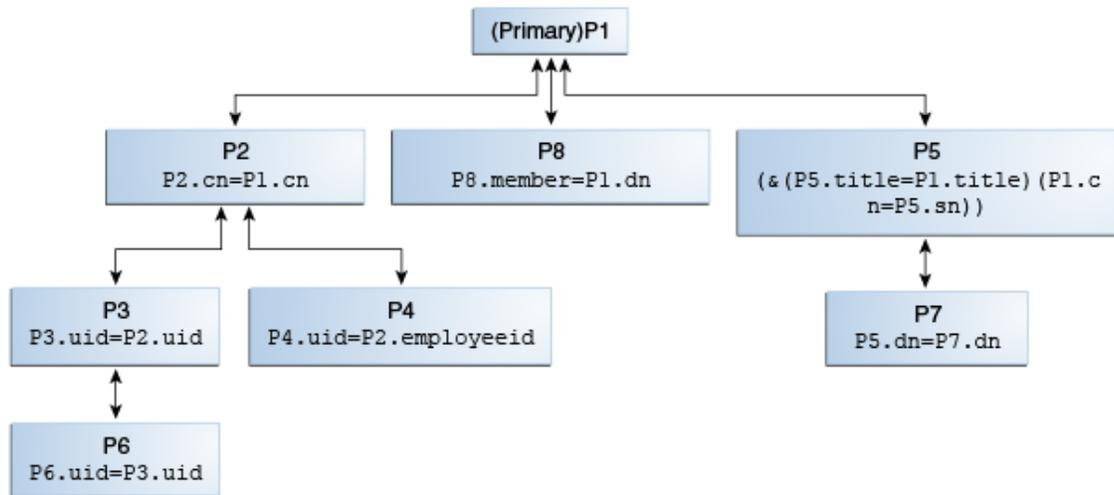 (Primary)P1
P2
P2.cn=P1.cn
P8
P8.member=P1.dn
P5
(&(P5.title=P1.title)(P1.c
n=P5.sn))
P3
P3.uid=P2.uid
P4
P4.uid=P2.employeeid
P7
P5.dn=P7.dn
P6
P6.uid=P3.uid